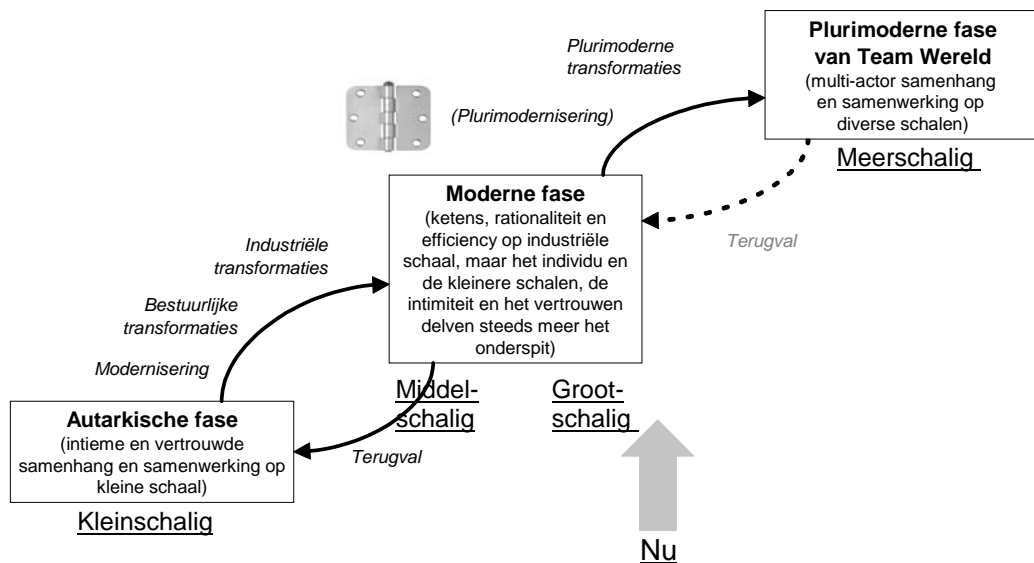 Plurimoderne fase
van Team Wereld
(multi-actor samenhang
en samenwerking op
diverse schalen)
Meerschalig
Plurimoderne
transformaties
(Plurimodernisering)
Terugval
Moderne fase
(ketens, rationaliteit en
efficiency op industriële
schaal, maar het individu en
de kleinere schalen, de
intimiteit en het vertrouwen
delven steeds meer het
onderspit)
Middel-
schalig
Groot-
schalig
Industriële
transformaties
Bestuurlijke
transformaties
Modernisering
Terugval
Autarkische fase
(intieme en vertrouwde
samenhang en samenwerking op
kleine schaal)
Kleinschalig
Nu